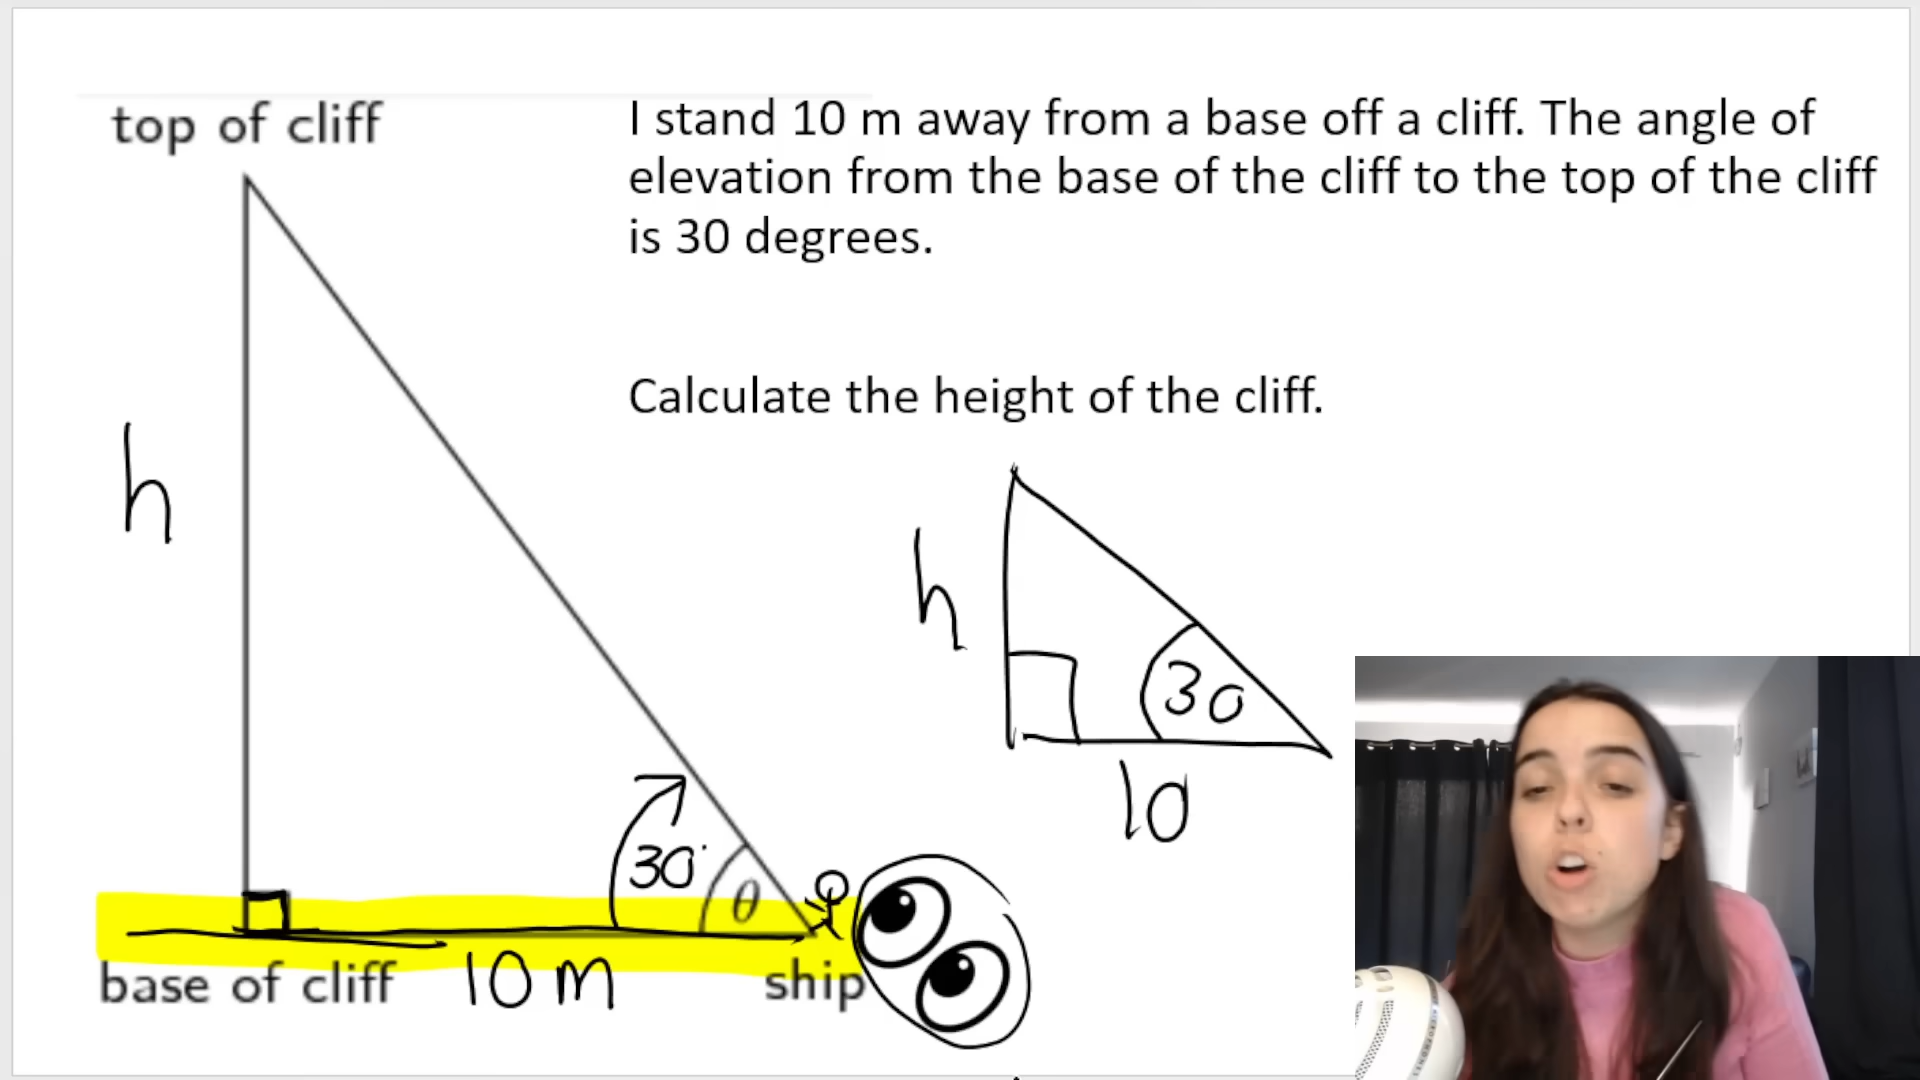 top of cliff
I stand 10 m away from a base off a cliff. The angle of
elevation from the base of the cliff to the top of the cliff
is 30 degrees.
Calculate the height of the cliff.
h
h
30
10
30°
θ
base of cliff
10 m
ship